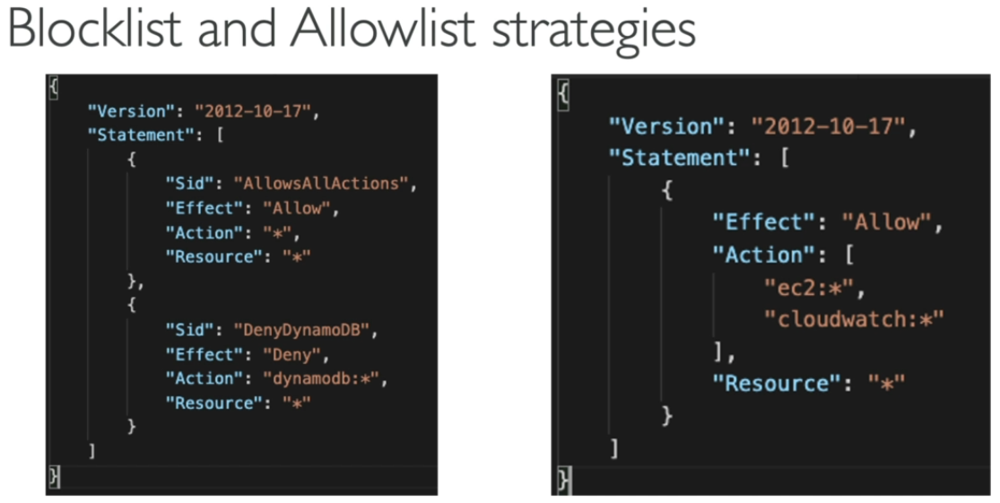 Blocklist and Allowlist strategies
{
"Version": "2012-10-17",
"Statement": [
{
"Sid": "AllowsAllActions",
"Effect": "Allow",
"Action": "*",
"Resource": "*"
},
{
"Sid": "DenyDynamoDB",
"Effect": "Deny",
"Action": "dynamodb:*",
"Resource": "*"
}
]
}
{
"Version": "2012-10-17",
"Statement": [
{
"Effect": "Allow",
"Action": [
"ec2:*",
"cloudwatch:*"
],
"Resource": "*"
}
]
}